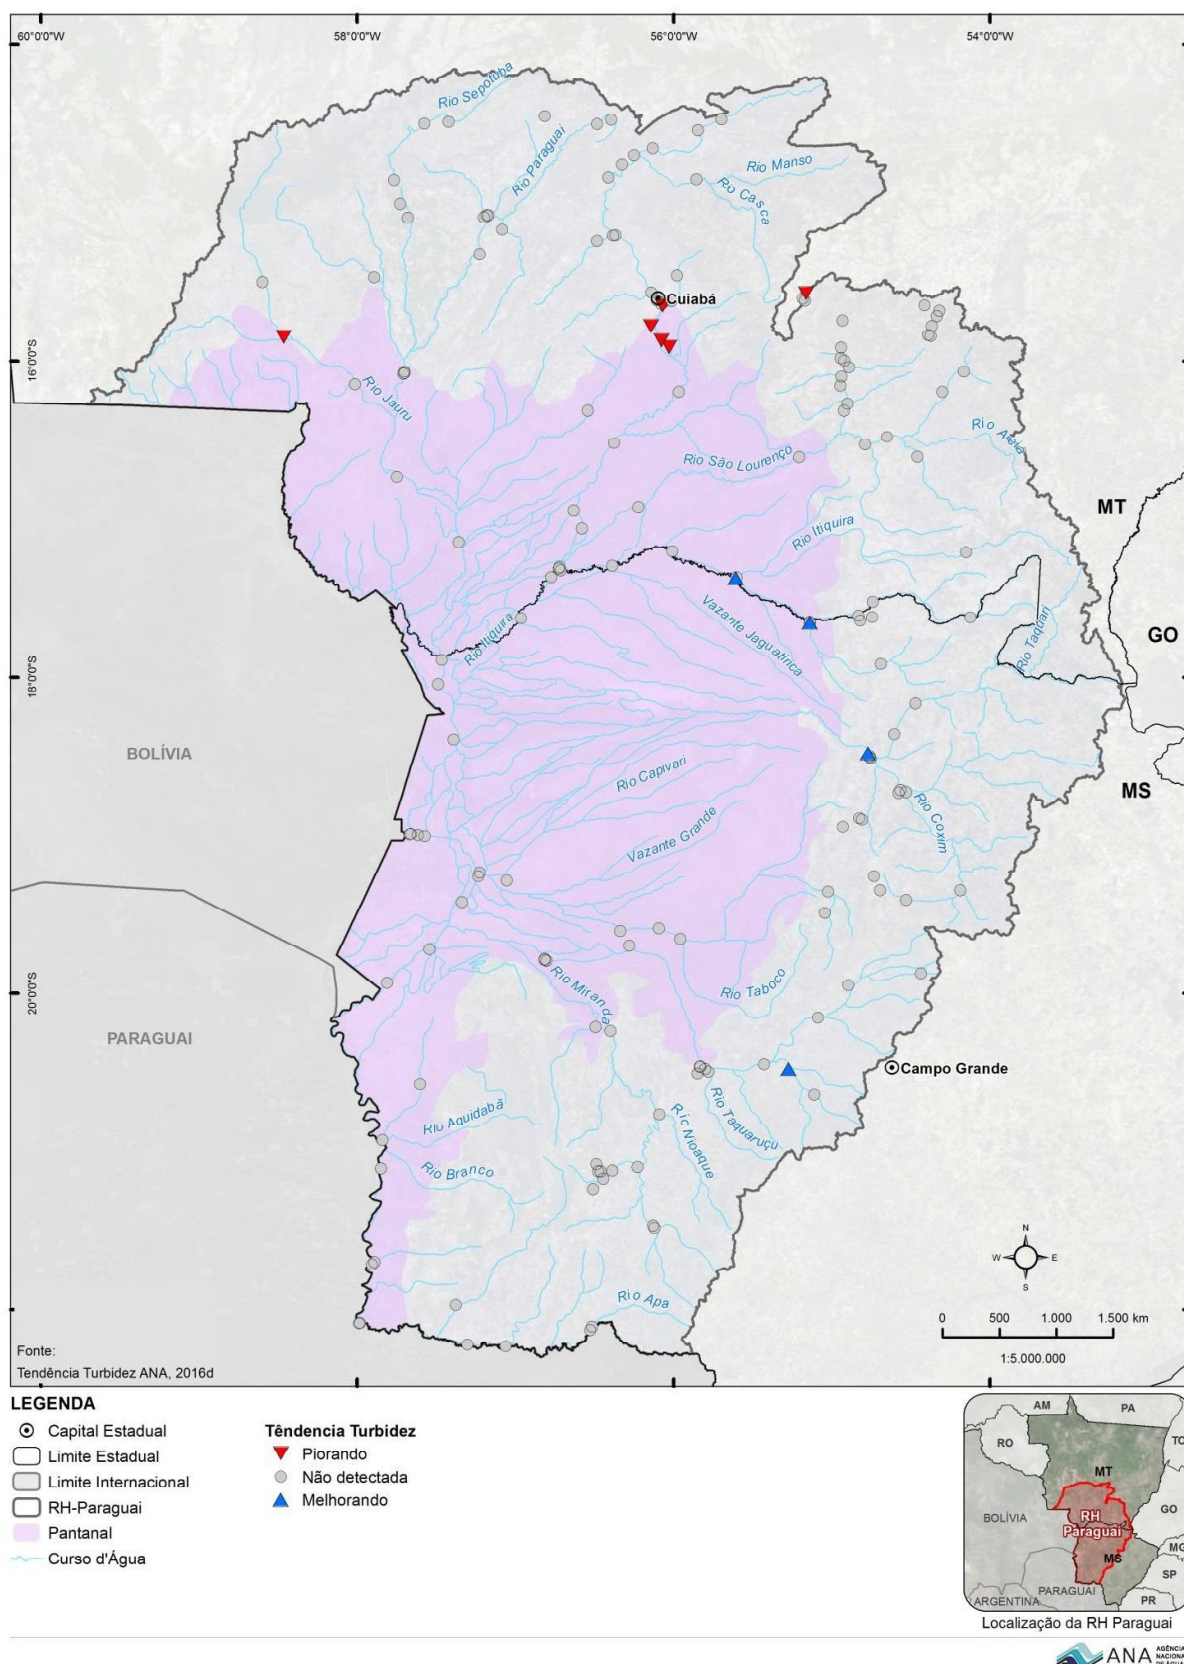 60°0'0"W
58°0'0"W
56°0'0"W
54°0'0"W
Rio Sepotuba
Rio Paraguai
Rio Manso
Rio Casca
Cuiabá
16°0'0"S
Rio Jauru
Rio São Lourenço
MT
Rio Itiquira
Vazante Jaguatirica
Rio Itiquira
Rio Taquari
GO
18°0'0"S
BOLÍVIA
Rio Capivari
MS
Rio Coxim
Vazante Grande
20°0'0"S
Rio Miranda
Rio Taboco
PARAGUAI
Campo Grande
Rio Aquidabã
Rio Nioaque
Rio Taquaruçu
Rio Branco
N
W
E
S
Rio Apa
0 500 1.000 1.500 km
1:5.000.000
Fonte:
Tendência Turbidez ANA, 2016d
LEGENDA
Capital Estadual
Limite Estadual
Limite Internacional
RH-Paraguai
Pantanal
Curso d'Água
Têndencia Turbidez
Piorando
Não detectada
Melhorando
AM
PA
RO
TO
MT
GO
BOLÍVIA
RH
Paraguai
MS
MG
SP
PARAGUAI
ARGENTINA
PR
Localização da RH Paraguai
ANA